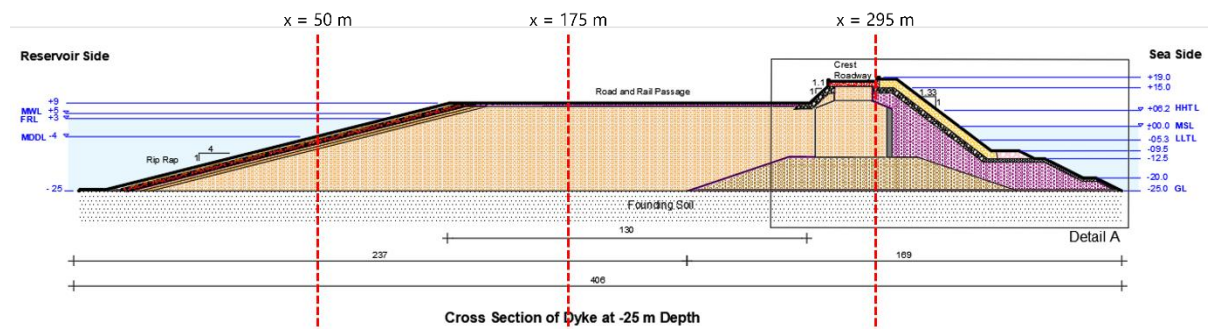 x = 50 m
x = 175 m
x = 295 m
Reservoir Side
Sea Side
Crest
Roadway
+19.0
+15.0
1.1
1
1.33
1
+9
MWL +5
FRL +3
Road and Rail Passage
+06.2 HHTL
MDDL -4
+00.0 MSL
-05.3 LLTL
-09.5
-12.5
4
1
Rip Rap
-20.0
-25
-25.0 GL
Founding Soil
130
Detail A
237
169
406
Cross Section of Dyke at -25 m Depth